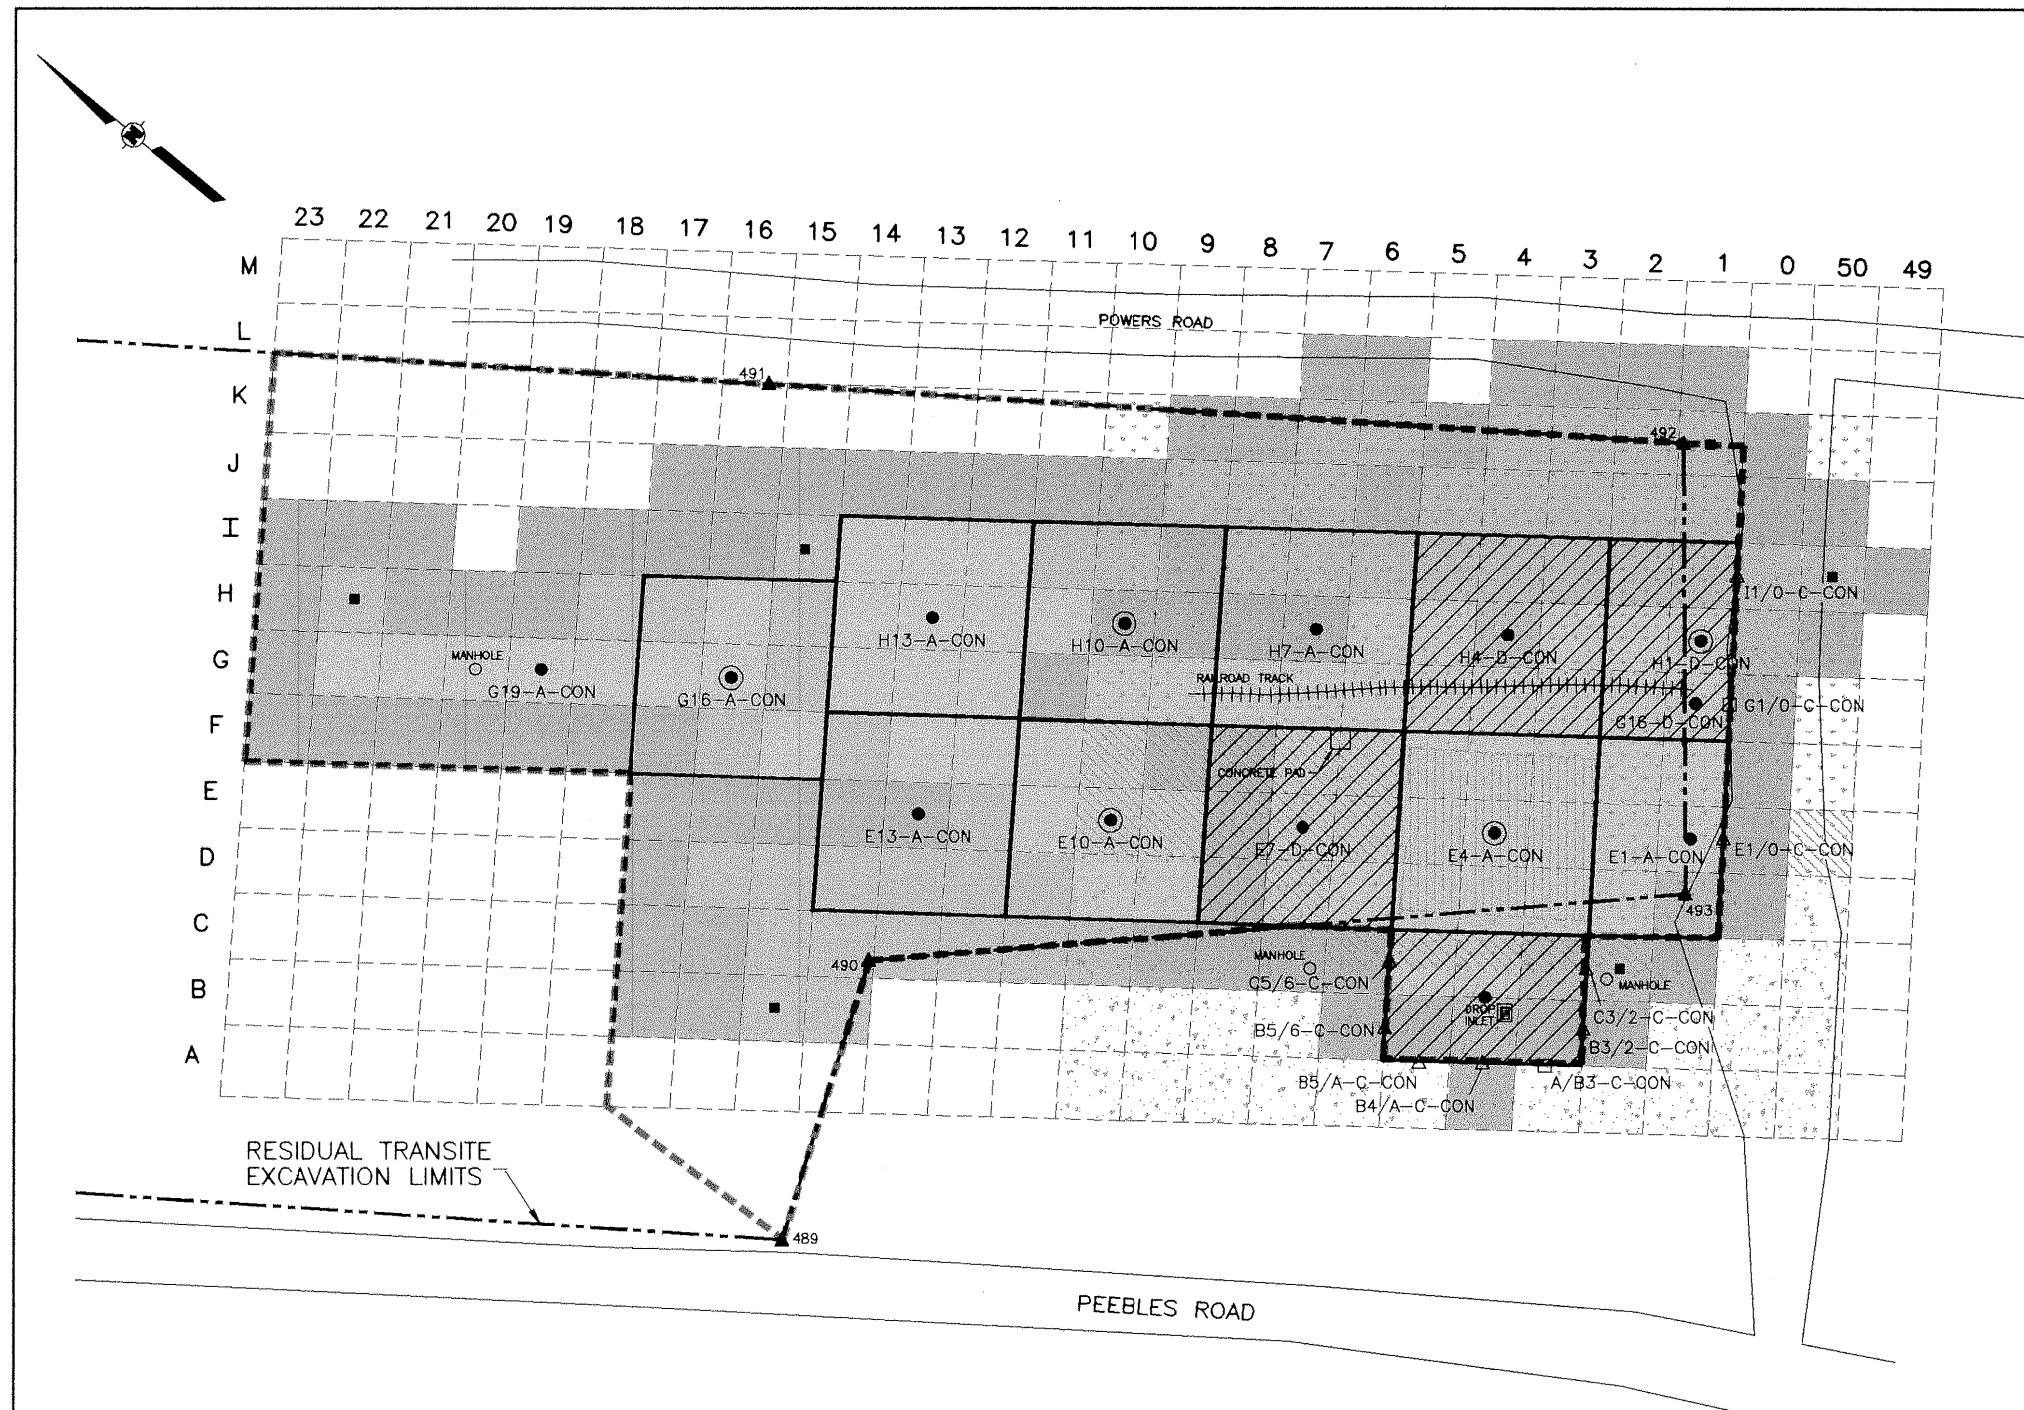 N
23 22 21 20 19 18 17 16 15 14 13 12 11 10 9 8 7 6 5 4 3 2 1 0 50 49
M
L
POWERS ROAD
491
K
492
J
I
I1/0-C-CON
H
H13-A-CON
H10-A-CON
H7-A-CON
H4-D-CON
H1-D-CON
G
MANHOLE
G19-A-CON
G16-A-CON
RAILROAD TRACK
G1/0-C-CON
G16-D-CON
F
CONCRETE PAD
E
E13-A-CON
E10-A-CON
E7-D-CON
E4-A-CON
E1-A-CON
E1/0-C-CON
D
493
C
490
MANHOLE
C5/6-C-CON
MANHOLE
B
DROP
INLET
C3/2-C-CON
B5/6-C-CON
B3/2-C-CON
A
B5/A-C-CON
A/B3-C-CON
B4/A-C-CON
RESIDUAL TRANSITE
EXCAVATION LIMITS
489
PEEBLES ROAD